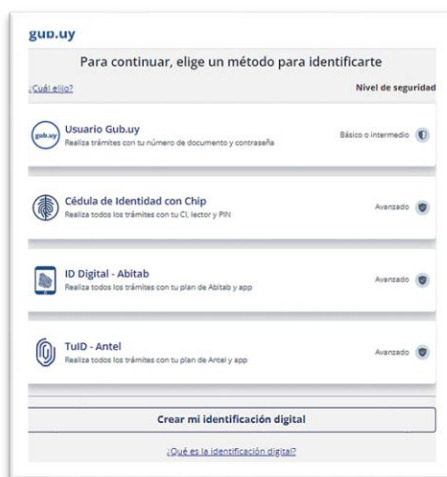 gub.uy
Para continuar, elige un método para identificarte
¿Cuál elijo?
Nivel de seguridad
gub.uy
Usuario Gub.uy
Realiza trámites con tu número de documento y contraseña
Básico o intermedio
Cédula de Identidad con Chip
Realiza todos los trámites con tu CI, lector y PIN
Avanzado
ID Digital - Abitab
Realiza todos los trámites con tu plan de Abitab y app
Avanzado
TuID - Antel
Realiza todos los trámites con tu plan de Antel y app
Avanzado
Crear mi identificación digital
¿Qué es la identificación digital?